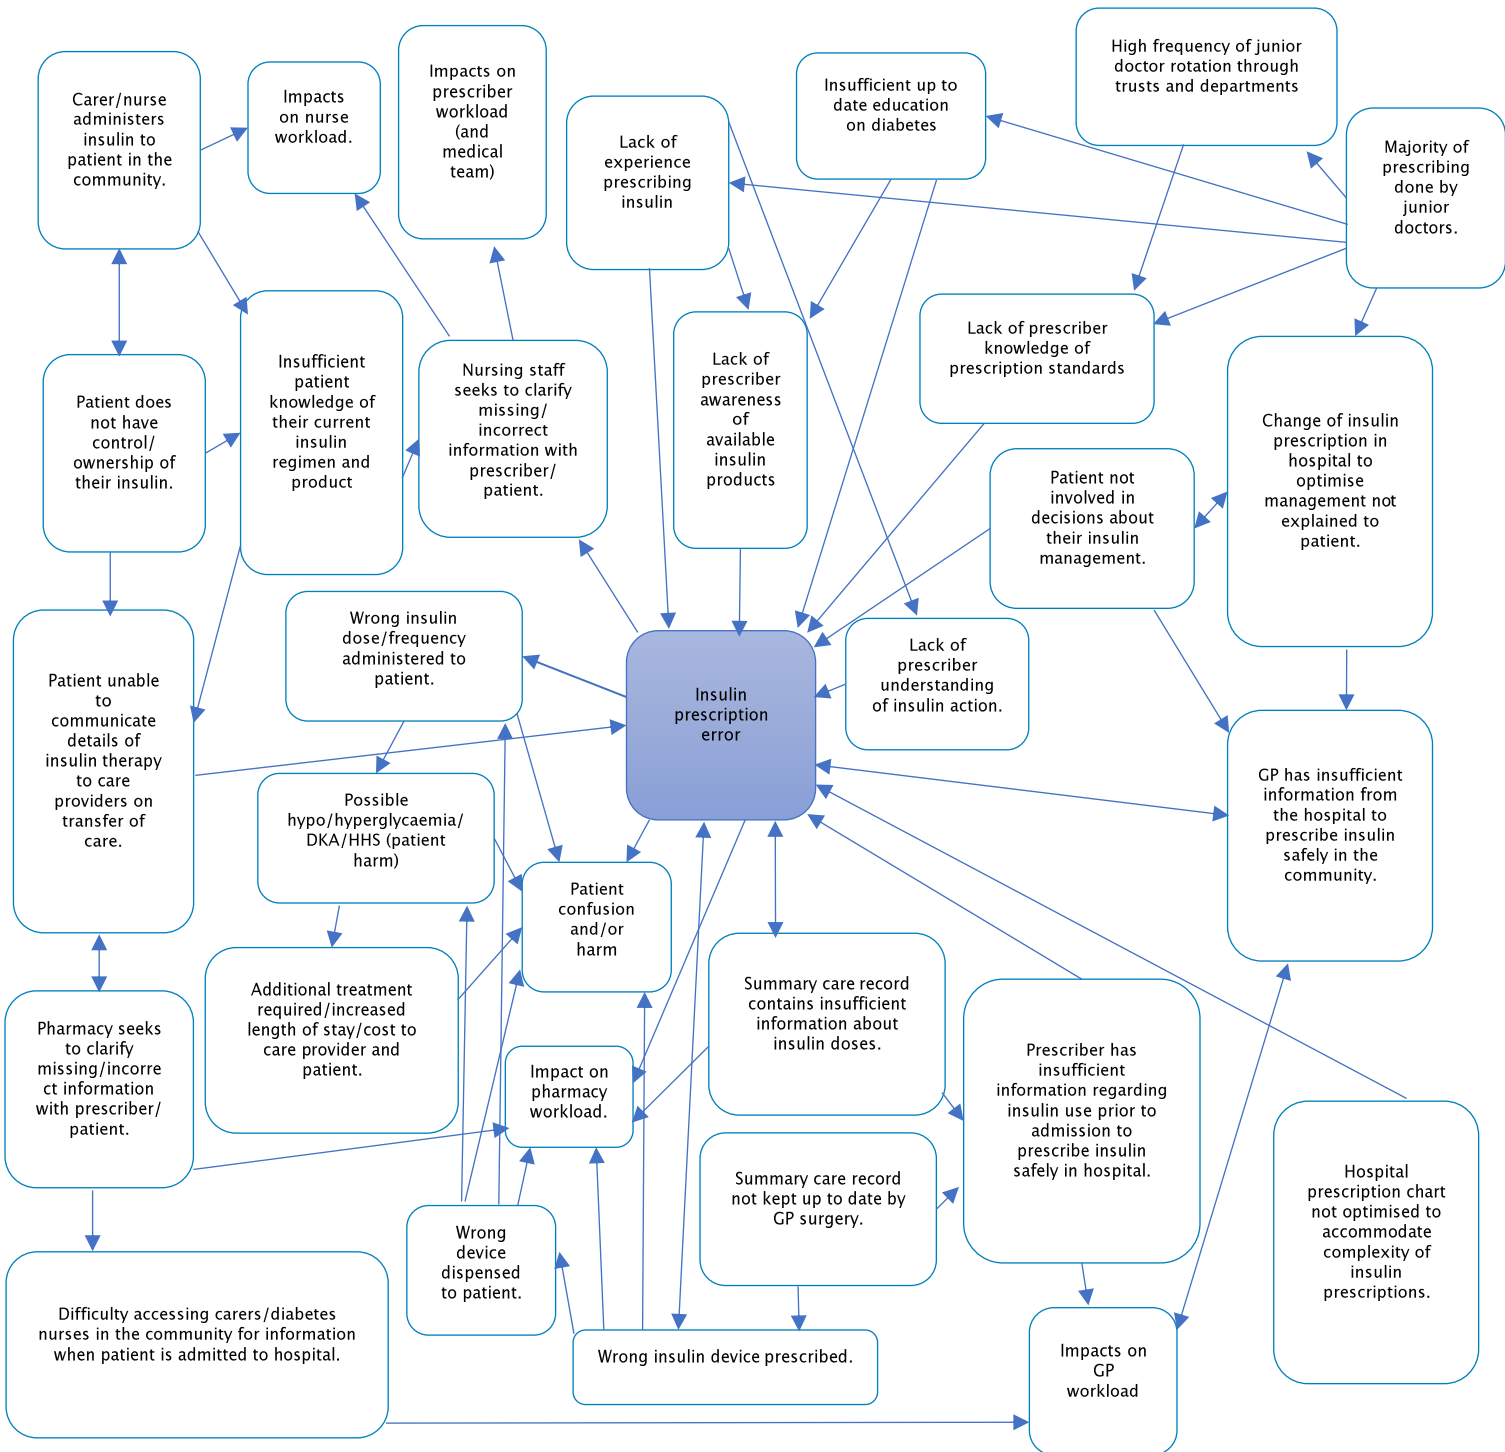 High frequency of junior
doctor rotation through
trusts and departments
Carer/nurse
administers
insulin to
patient in the
community.
Impacts
on nurse
workload.
Impacts on
prescriber
workload
(and
medical
team)
Lack of
experience
prescribing
insulin
Insufficient up to
date education
on diabetes
Majority of
prescribing
done by
junior
doctors.
Patient does
not have
control/
ownership of
their insulin.
Insufficient
patient
knowledge of
their current
insulin
regimen and
product
Nursing staff
seeks to clarify
missing/
incorrect
information with
prescriber/
patient.
Lack of
prescriber
awareness
of
available
insulin
products
Lack of prescriber
knowledge of
prescription standards
Patient not
involved in
decisions about
their insulin
management.
Change of insulin
prescription in
hospital to
optimise
management not
explained to
patient.
Patient unable
to
communicate
details of
insulin therapy
to care
providers on
transfer of
care.
Wrong insulin
dose/frequency
administered to
patient.
Insulin
prescription
error
Lack of
prescriber
understanding
of insulin action.
GP has insufficient
information from
the hospital to
prescribe insulin
safely in the
community.
Possible
hypo/hyperglycaemia/
DKA/HHS (patient
harm)
Patient
confusion
and/or
harm
Additional treatment
required/increased
length of stay/cost to
care provider and
patient.
Summary care record
contains insufficient
information about
insulin doses.
Pharmacy seeks
to clarify
missing/incorre
ct information
with prescriber/
patient.
Impact on
pharmacy
workload.
Prescriber has
insufficient
information regarding
insulin use prior to
admission to
prescribe insulin
safely in hospital.
Summary care record
not kept up to date by
GP surgery.
Hospital
prescription chart
not optimised to
accommodate
complexity of
insulin
prescriptions.
Wrong
device
dispensed
to patient.
Difficulty accessing carers/diabetes
nurses in the community for information
when patient is admitted to hospital.
Wrong insulin device prescribed.
Impacts on
GP
workload